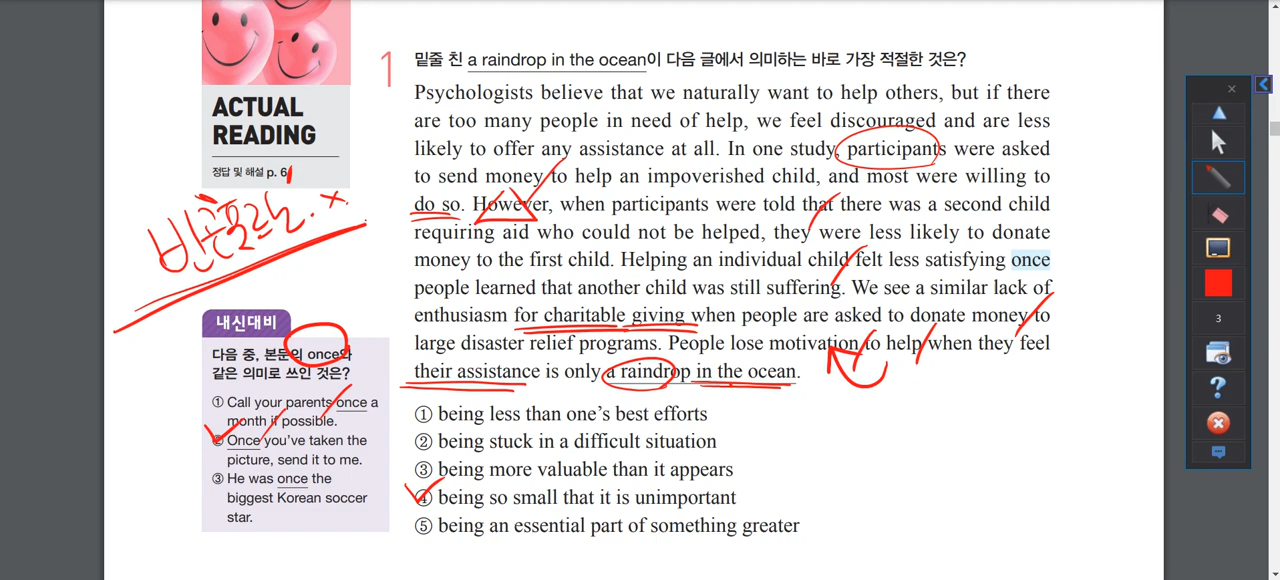 ACTUAL
READING
정답 및 해설 p. 6
내신대비
다음 중, 본문의 once와
같은 의미로 쓰인 것은?
① Call your parents once a
month if possible.
② Once you've taken the
picture, send it to me.
③ He was once the
biggest Korean soccer
star.
1
밑줄 친 a raindrop in the ocean이 다음 글에서 의미하는 바로 가장 적절한 것은?
Psychologists believe that we naturally want to help others, but if there
are too many people in need of help, we feel discouraged and are less
likely to offer any assistance at all. In one study, participants were asked
to send money to help an impoverished child, and most were willing to
do so. However, when participants were told that there was a second child
requiring aid who could not be helped, they were less likely to donate
money to the first child. Helping an individual child felt less satisfying once
people learned that another child was still suffering. We see a similar lack of
enthusiasm for charitable giving when people are asked to donate money to
large disaster relief programs. People lose motivation to help when they feel
their assistance is only a raindrop in the ocean.
① being less than one's best efforts
② being stuck in a difficult situation
③ being more valuable than it appears
④ being so small that it is unimportant
⑤ being an essential part of something greater
3